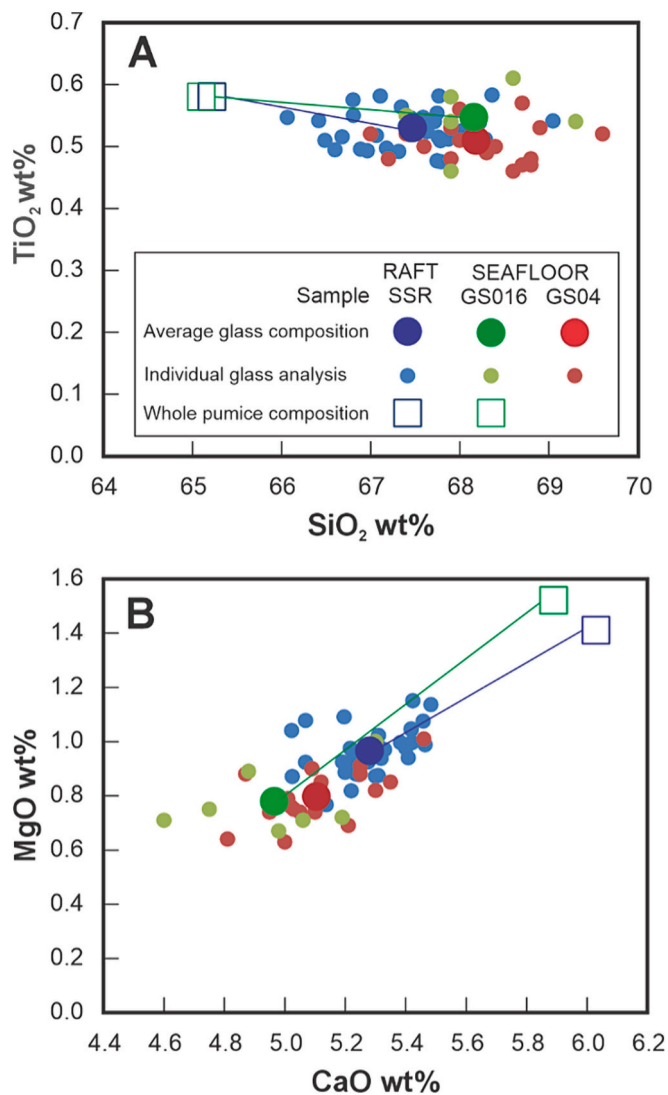 A
0.7
0.6
0.5
0.4
0.3
0.2
0.1
0.0
TiO₂ wt%
RAFT SEAFLOOR
Sample SSR GS016 GS04
Average glass composition
Individual glass analysis
Whole pumice composition
64 65 66 67 68 69 70
SiO₂ wt%
B
1.6
1.4
1.2
1.0
0.8
0.6
0.4
0.2
0.0
MgO wt%
4.4 4.6 4.8 5.0 5.2 5.4 5.6 5.8 6.0 6.2
CaO wt%